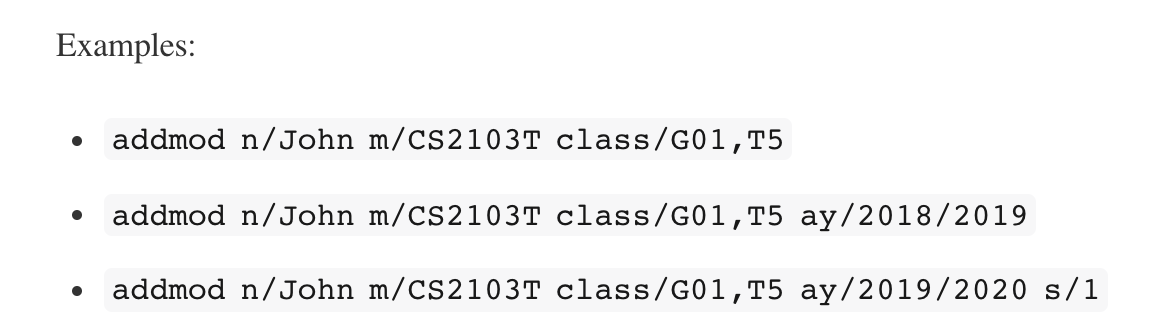 Examples:
addmod n/John m/CS2103T class/G01,T5
addmod n/John m/CS2103T class/G01,T5 ay/2018/2019
addmod n/John m/CS2103T class/G01,T5 ay/2019/2020 s/1